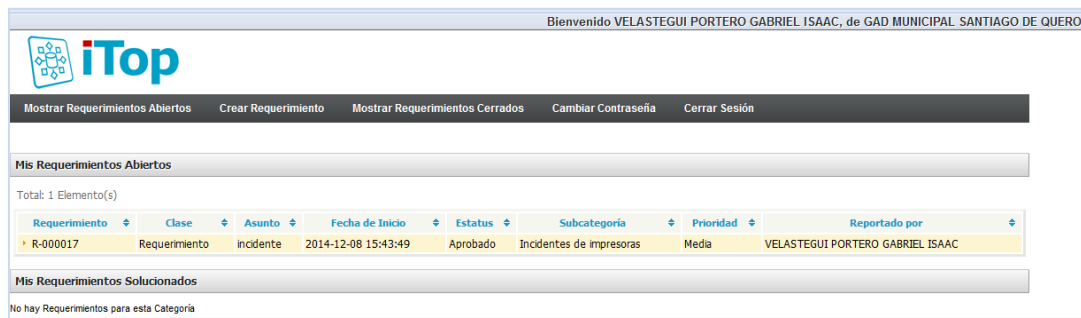 Bienvenido VELASTEGUI PORTERO GABRIEL ISAAC, de GAD MUNICIPAL SANTIAGO DE QUERO
iTop
Mostrar Requerimientos Abiertos Crear Requerimiento Mostrar Requerimientos Cerrados Cambiar Contraseña Cerrar Sesión
Mis Requerimientos Abiertos
Total: 1 Elemento(s)
Requerimiento Clase Asunto Fecha de Inicio Estatus Subcategoría Prioridad Reportado por
R-000017 Requerimiento incidente 2014-12-08 15:43:49 Aprobado Incidentes de impresoras Media VELASTEGUI PORTERO GABRIEL ISAAC
Mis Requerimientos Solucionados
No hay Requerimientos para esta Categoría